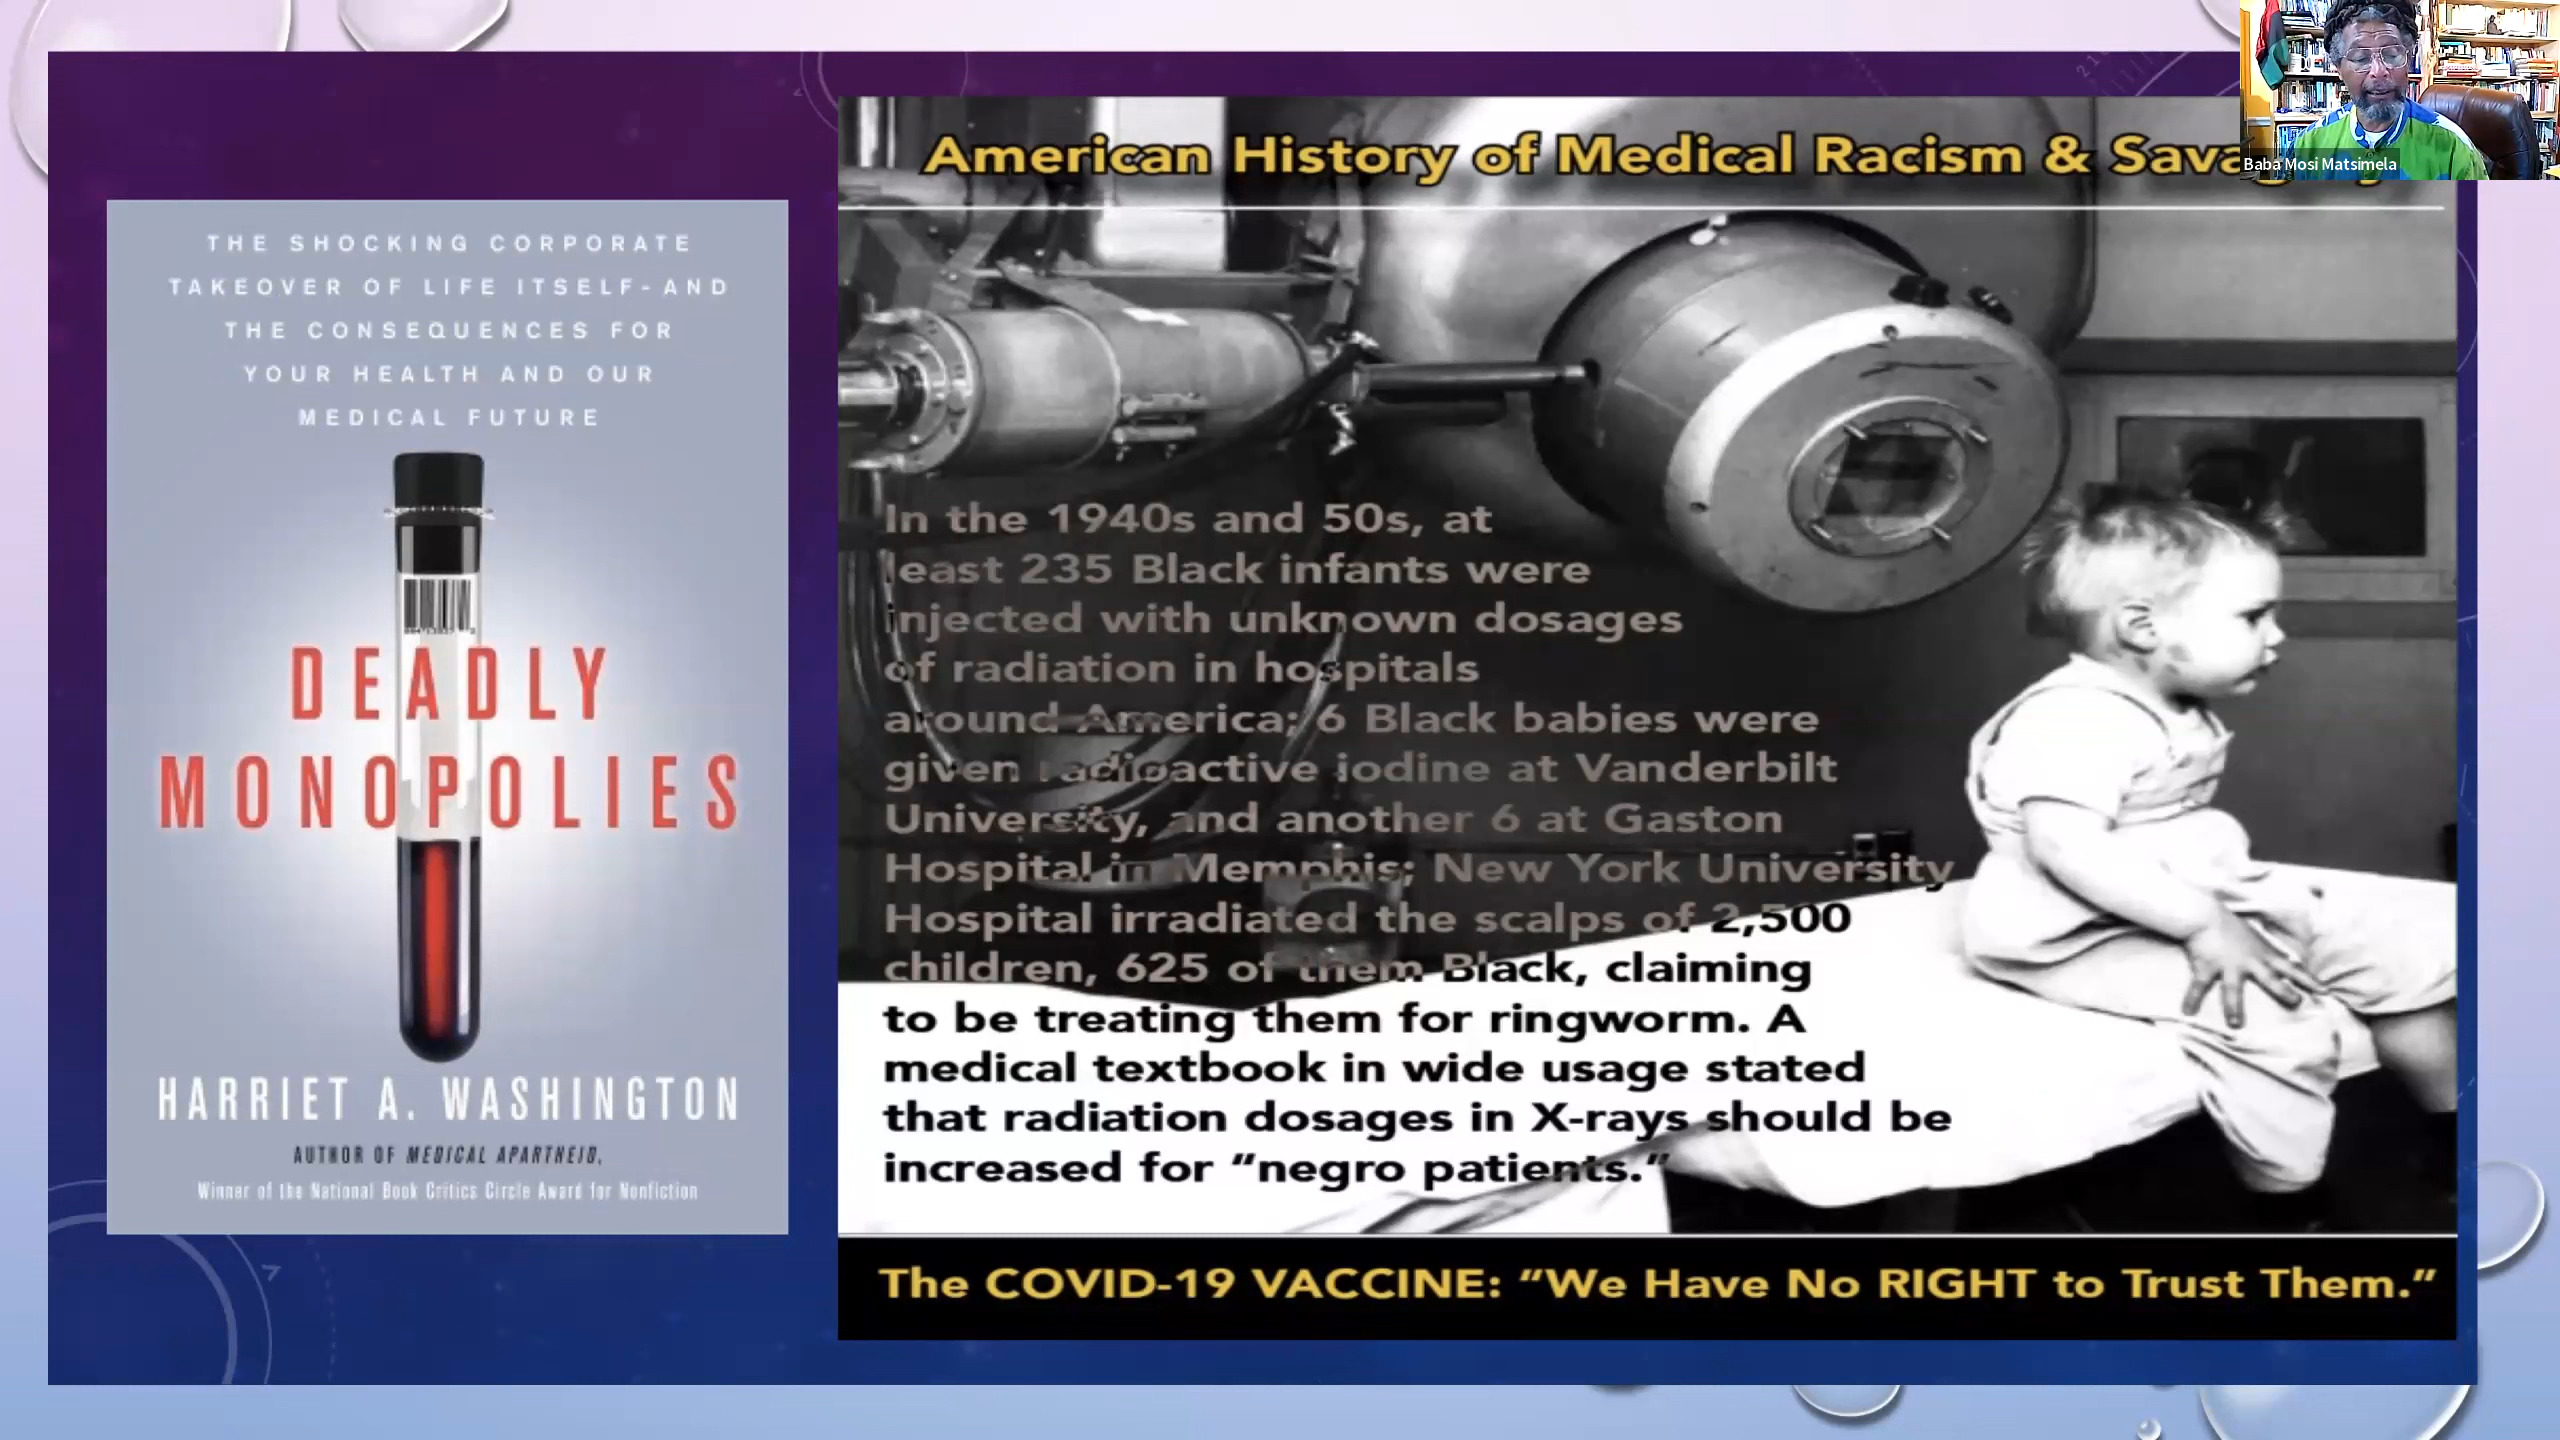 THE SHOCKING CORPORATE
TAKEOVER OF LIFE ITSELF-AND
THE CONSEQUENCES FOR
YOUR HEALTH AND OUR
MEDICAL FUTURE
DEADLY
MONOPOLIES
HARRIET A. WASHINGTON
AUTHOR OF MEDICAL APARTHEID,
Winner of the National Book Critics Circle Award for Nonfiction
American History of Medical Racism &
In the 1940s and 50s, at
least 235 Black infants were
injected with unknown dosages
of radiation in hospitals
around America; 6 Black babies were
given radioactive iodine at Vanderbilt
University, and another 6 at Gaston
Hospital in Memphis; New York University
Hospital irradiated the scalps of 2,500
children, 625 of them Black, claiming
to be treating them for ringworm. A
medical textbook in wide usage stated
that radiation dosages in X-rays should be
increased for “negro patients.”
The COVID-19 VACCINE: “We Have No RIGHT to Trust Them.”
Baba Mosi Matsimela